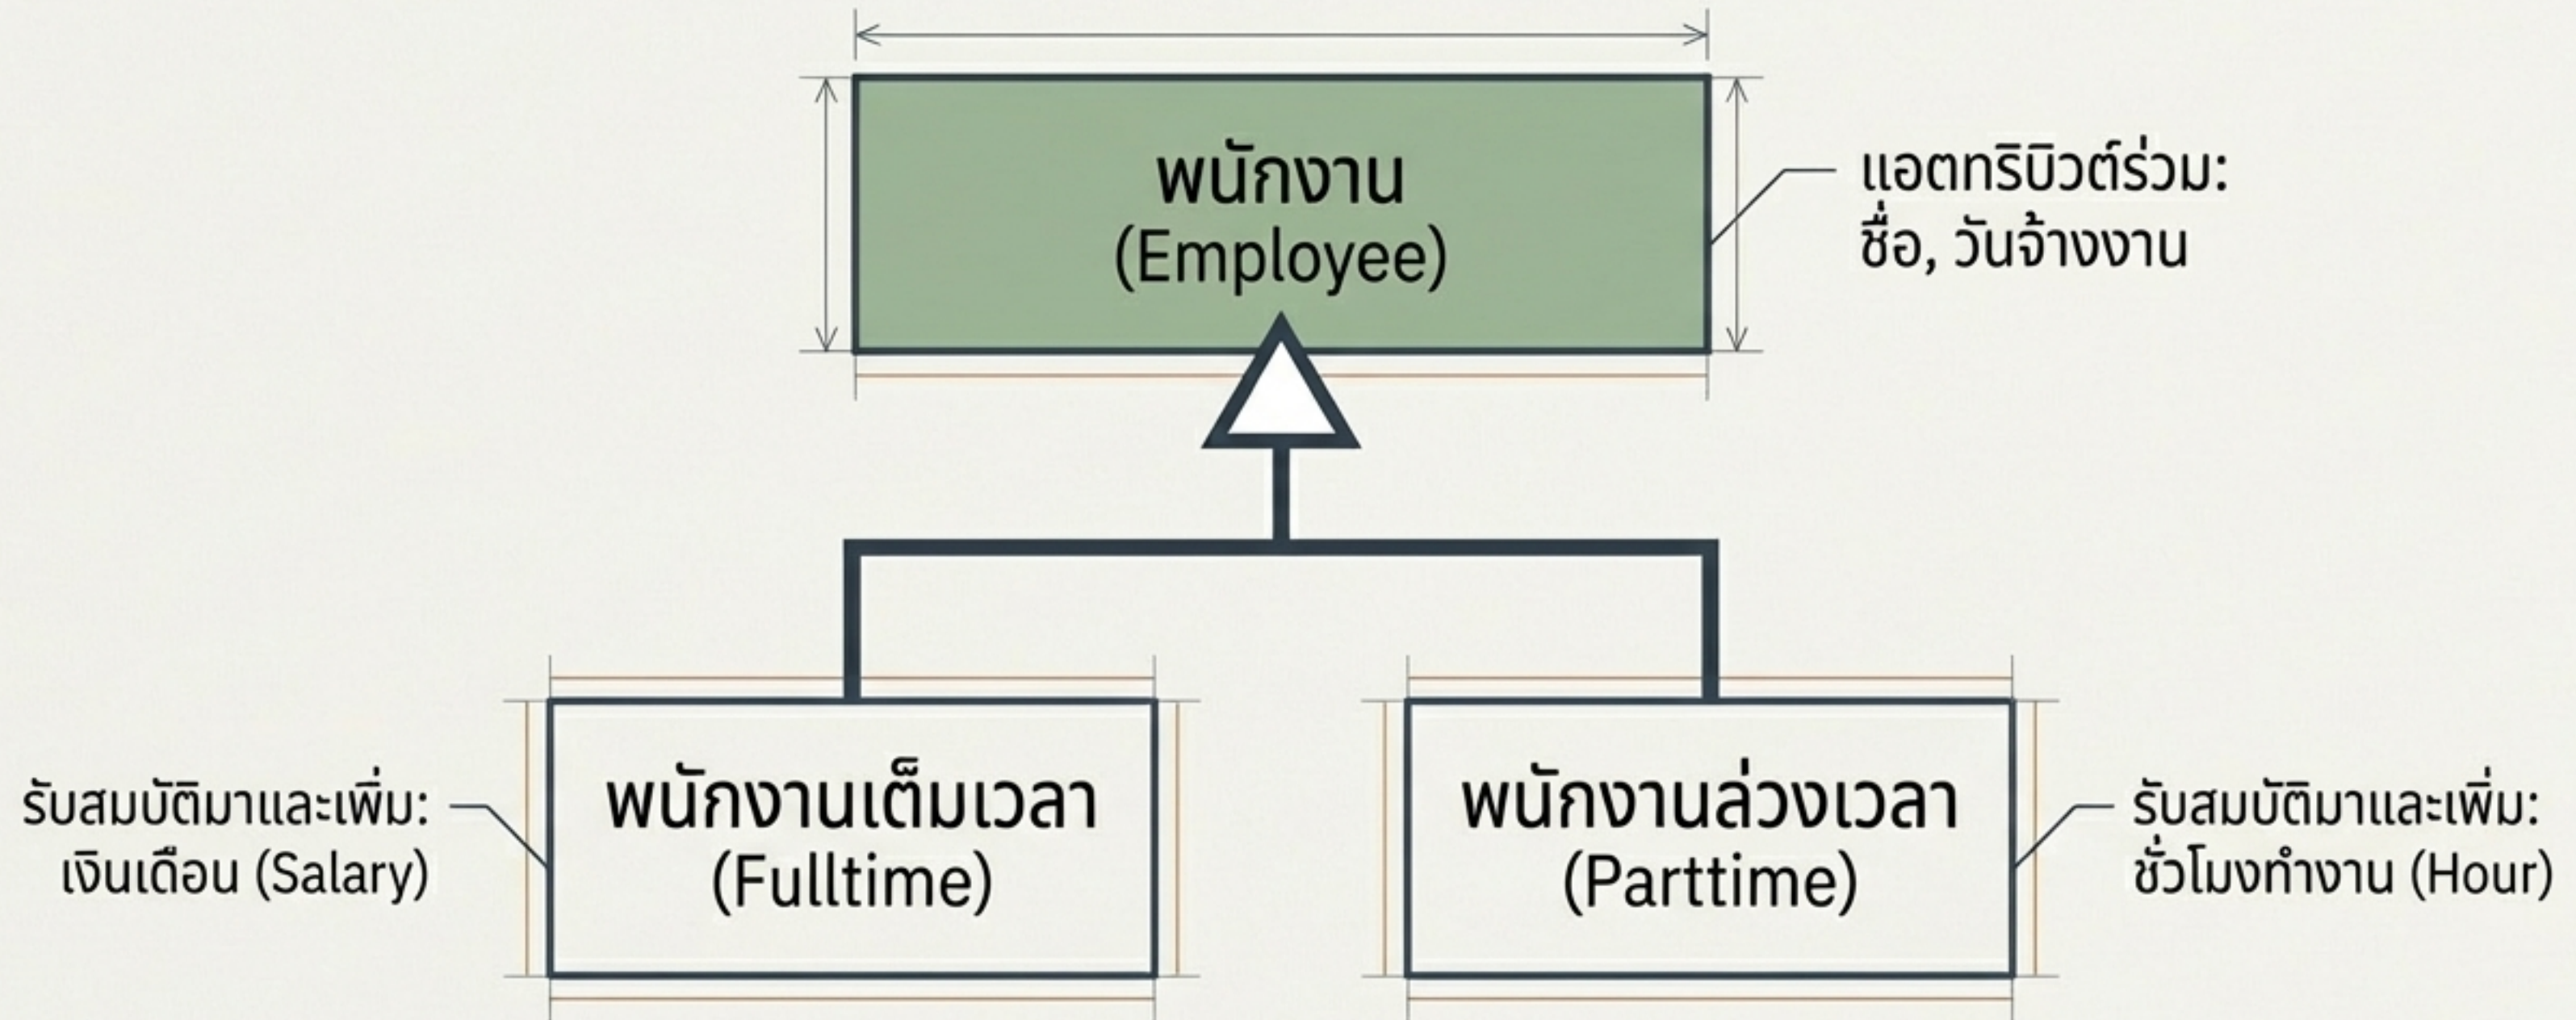 พนักงาน
(Employee)
แอตทริบิวต์ร่วม:
ชื่อ, วันจ้างงาน
รับสมบัติมาและเพิ่ม:
เงินเดือน (Salary)
พนักงานเต็มเวลา
(Fulltime)
พนักงานล่วงเวลา
(Parttime)
รับสมบัติมาและเพิ่ม:
ชั่วโมงทำงาน (Hour)